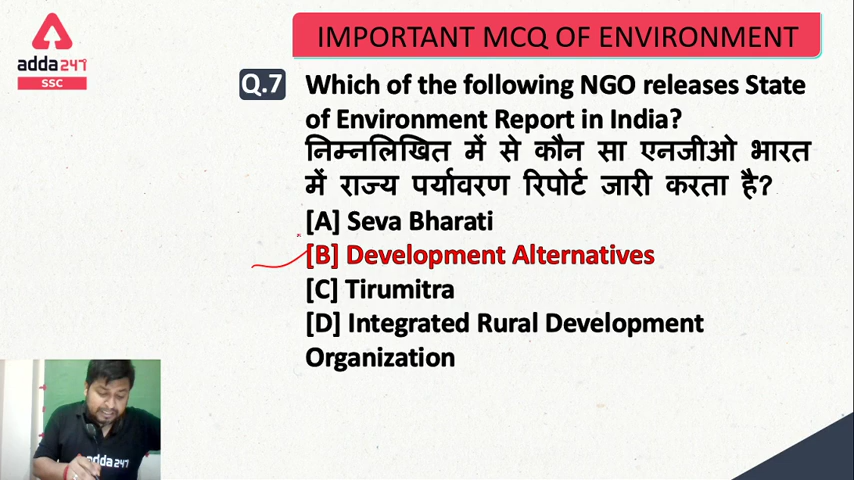 IMPORTANT MCQ OF ENVIRONMENT
adda247
SSC
Q.7
Which of the following NGO releases State
of Environment Report in India?
निम्नलिखित में से कौन सा एनजीओ भारत
में राज्य पर्यावरण रिपोर्ट जारी करता है?
[A] Seva Bharati
[B] Development Alternatives
[C] Tirumitra
[D] Integrated Rural Development
Organization
adda247